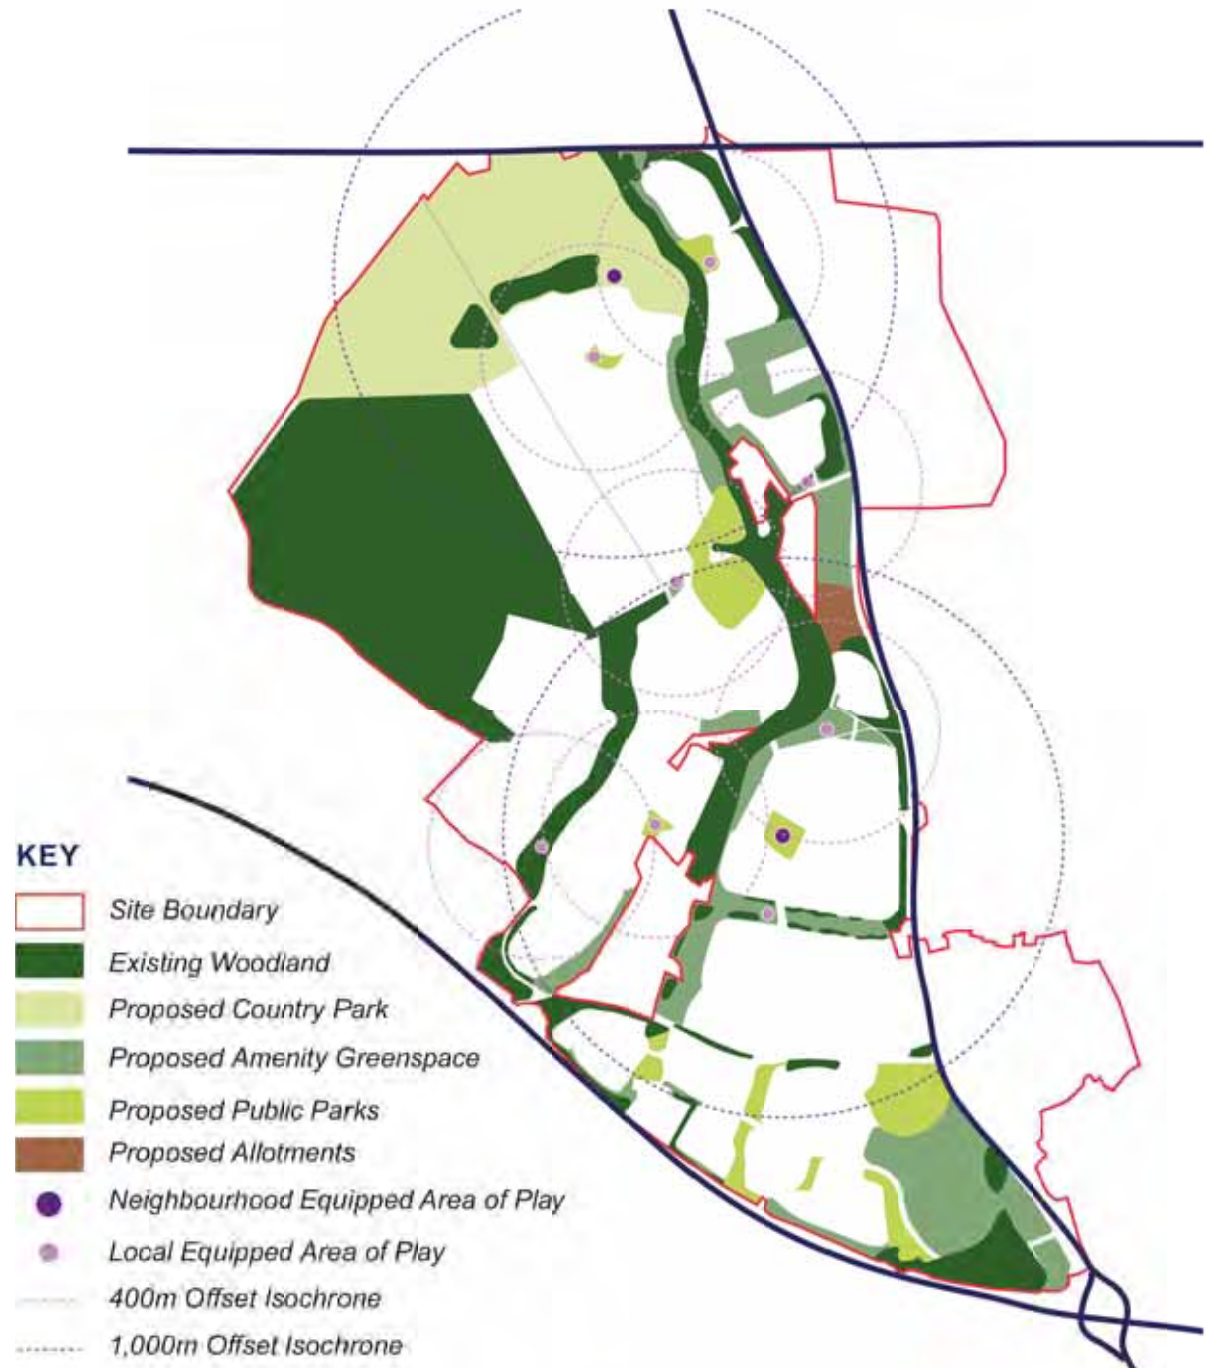 KEY
Site Boundary
Existing Woodland
Proposed Country Park
Proposed Amenity Greenspace
Proposed Public Parks
Proposed Allotments
Neighbourhood Equipped Area of Play
Local Equipped Area of Play
400m Offset Isochrone
1,000m Offset Isochrone